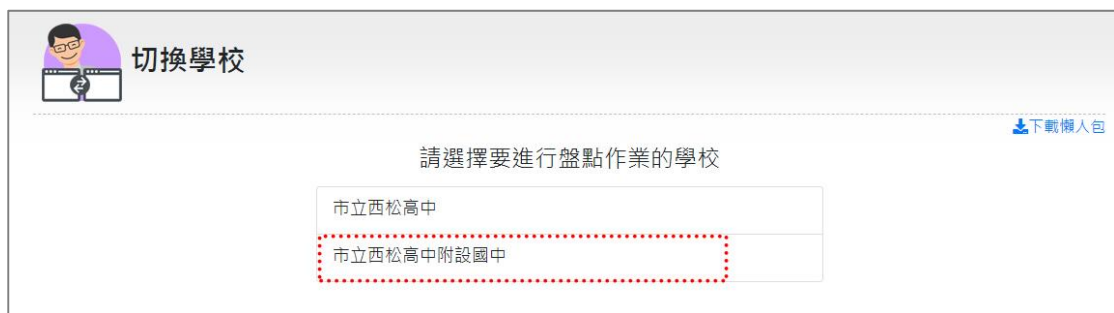 切換學校
下載懶人包
請選擇要進行盤點作業的學校
市立西松高中
市立西松高中附設國中